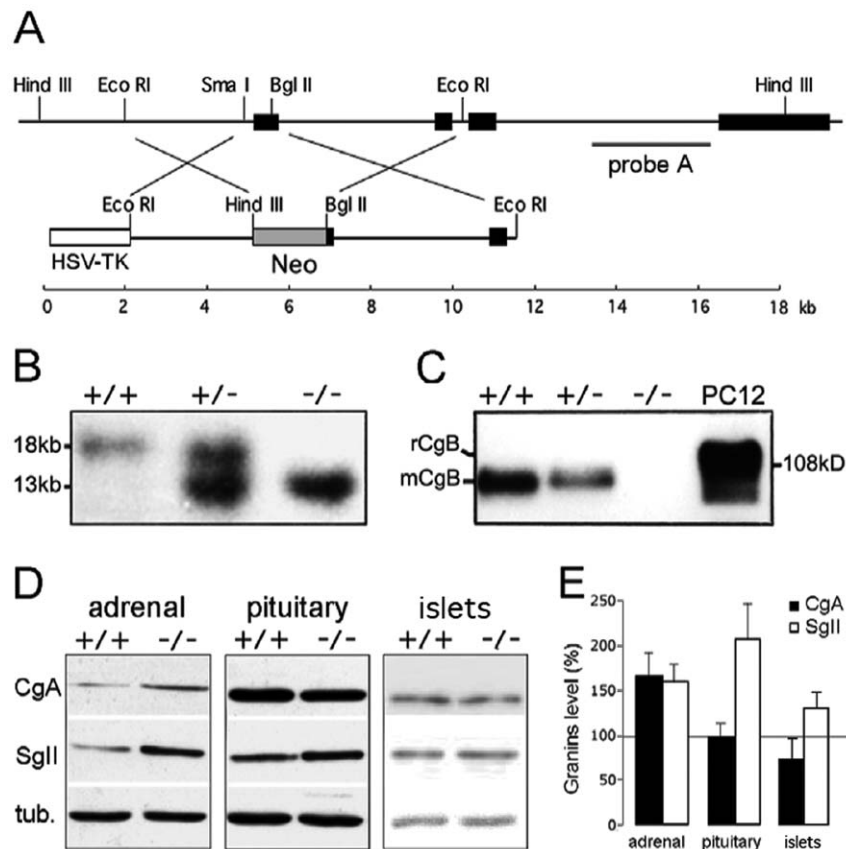 A
Hind III Eco RI Sma I Bgl II Eco RI Hind III
probe A
Eco RI Hind III Bgl II Eco RI
HSV-TK Neo
0 2 4 6 8 10 12 14 16 18 kb
B
+/+ +/- -/-
18kb
13kb
C
+/+ +/- -/- PC12
rCgB
mCgB
108kD
D
adrenal pituitary islets
+/+ -/- +/+ -/- +/+ -/-
CgA
SgII
tub.
E
CgA
SgII
Granins level (%)
250
200
150
100
50
0
adrenal pituitary islets